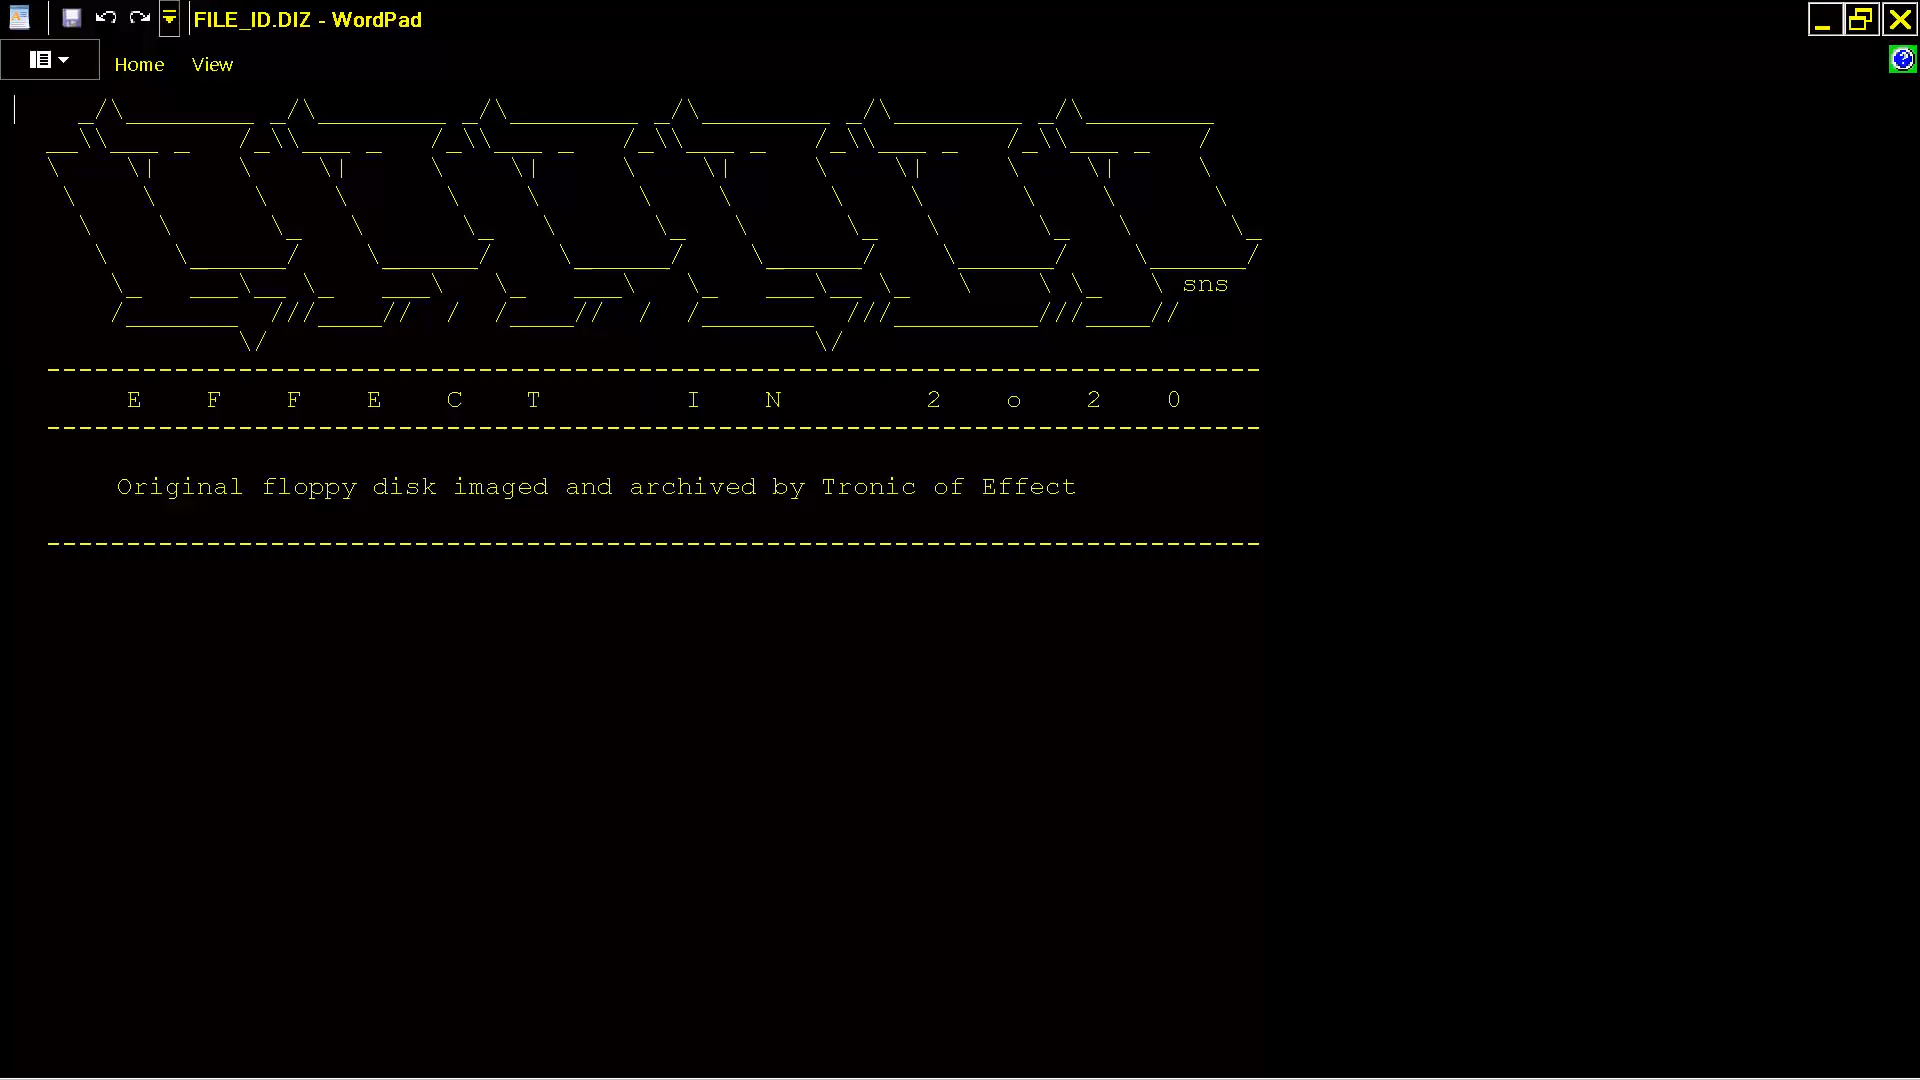 FILE_ID.DIZ - WordPad
Home View
sns
E F F E C T I N 2 o 2 0
Original floppy disk imaged and archived by Tronic of Effect